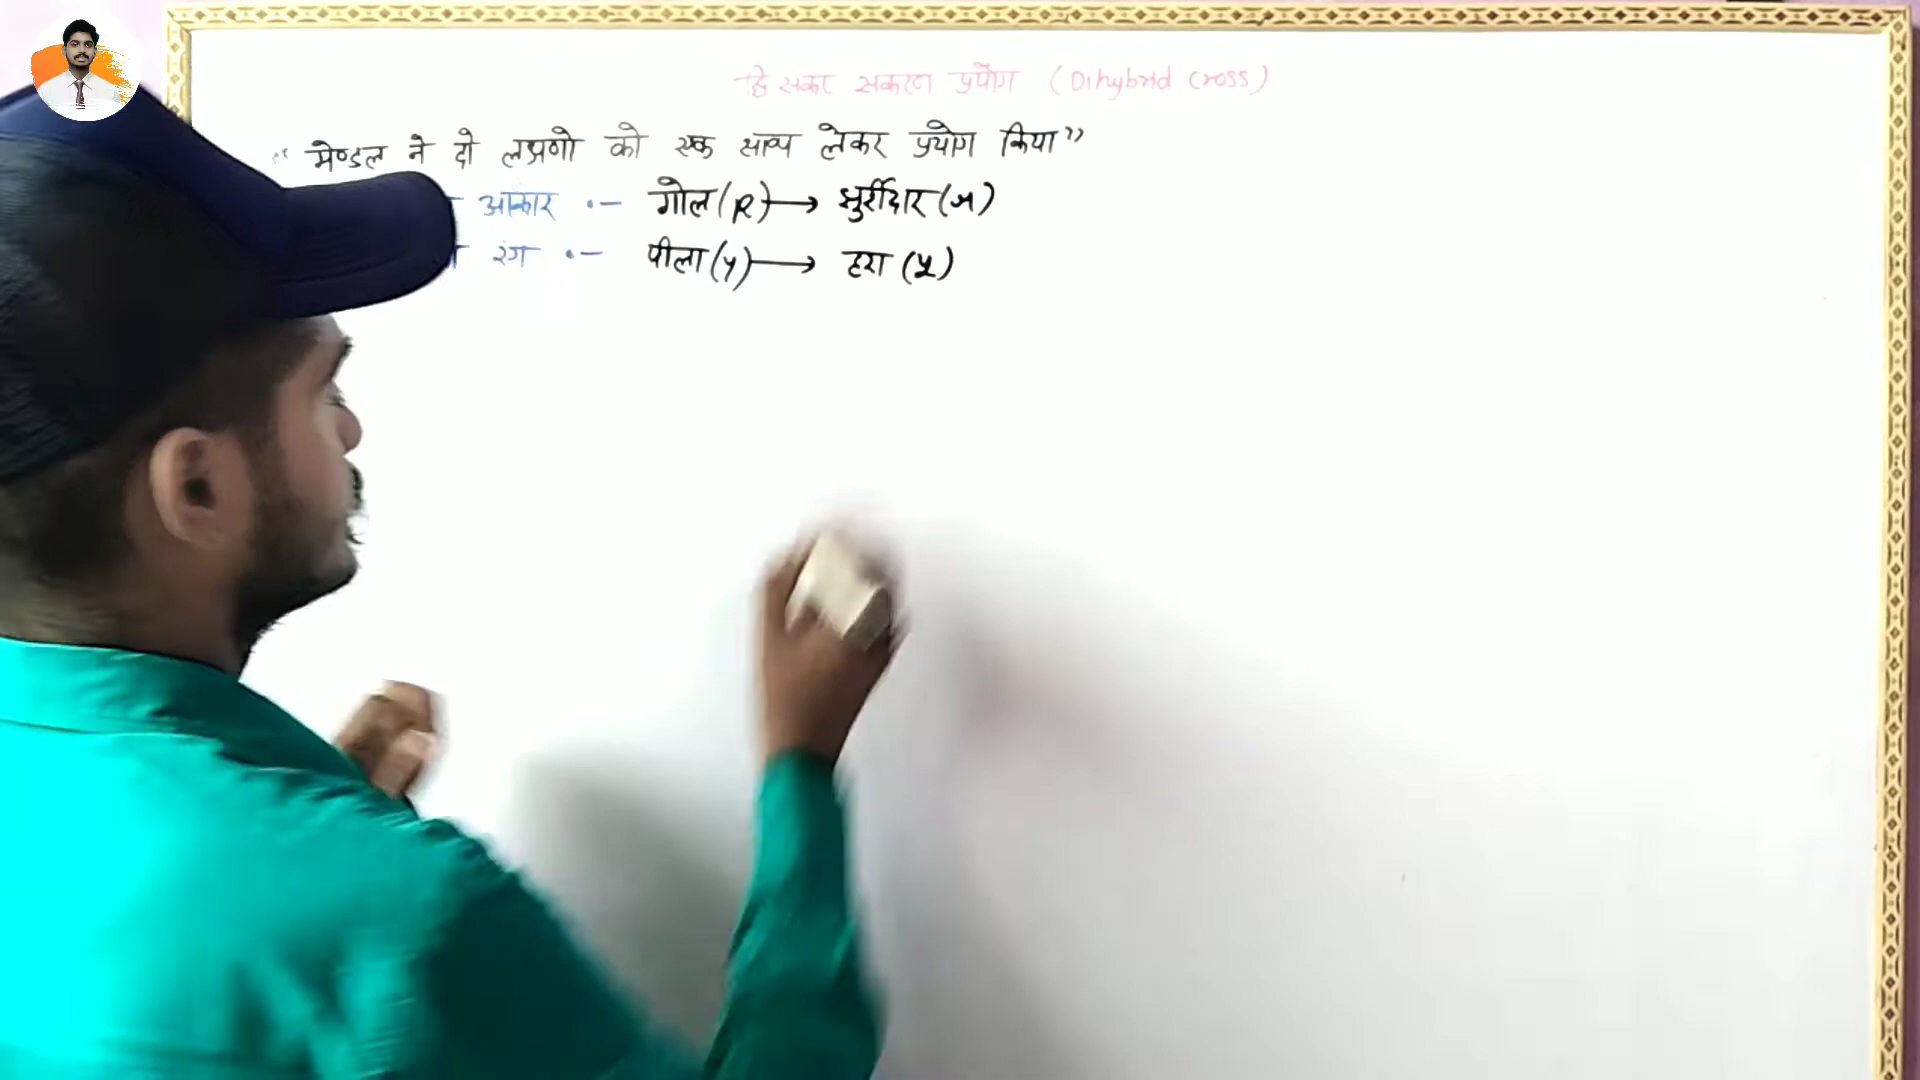 द्वि संकर संकरण प्रयोग (Dihybrid Cross)
“ मेण्डल ने दो लक्षणो को एक साथ लेकर प्रयोग किया”
आकार :- गोल (R) → झुर्रीदार (r)
रंग :- पीला (Y) → हरा (y)